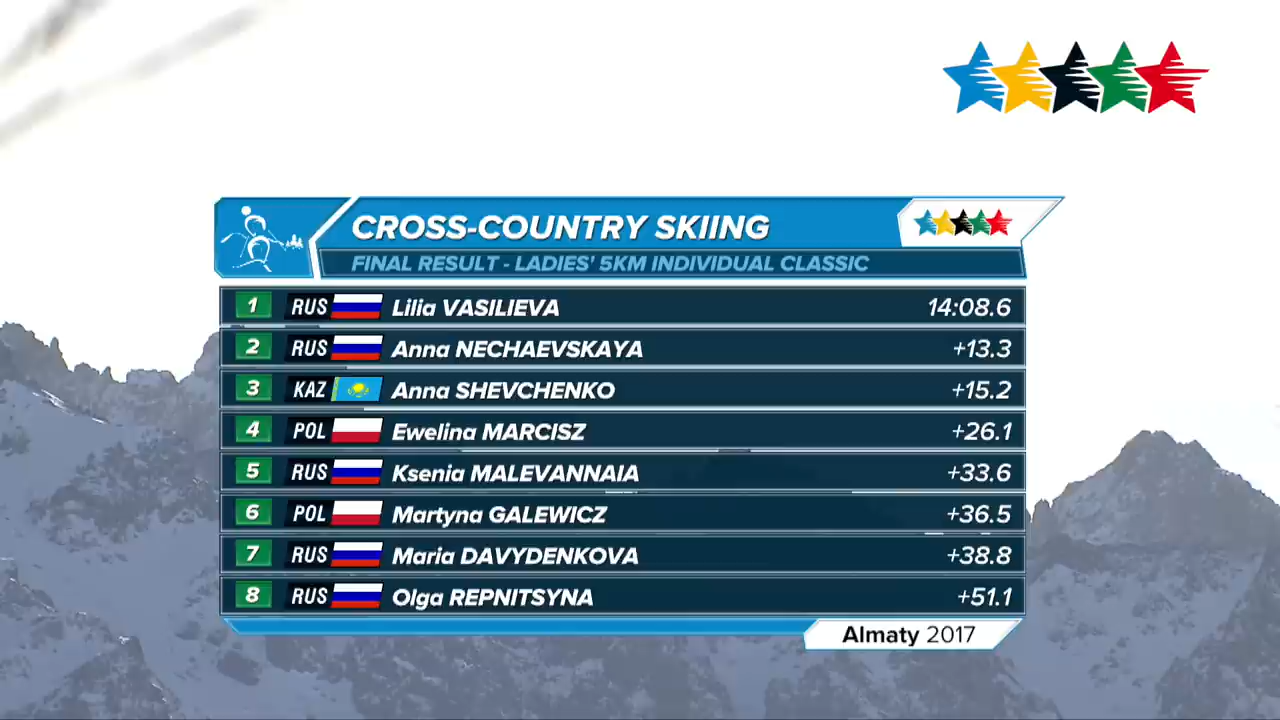 CROSS-COUNTRY SKIING
FINAL RESULT - LADIES' 5KM INDIVIDUAL CLASSIC
1 RUS Lilia VASILIEVA 14:08.6
2 RUS Anna NECHAEVSKAYA +13.3
3 KAZ Anna SHEVCHENKO +15.2
4 POL Ewelina MARCISZ +26.1
5 RUS Ksenia MALEVANNAIA +33.6
6 POL Martyna GALEWICZ +36.5
7 RUS Maria DAVYDENKOVA +38.8
8 RUS Olga REPNITSYNA +51.1
Almaty 2017